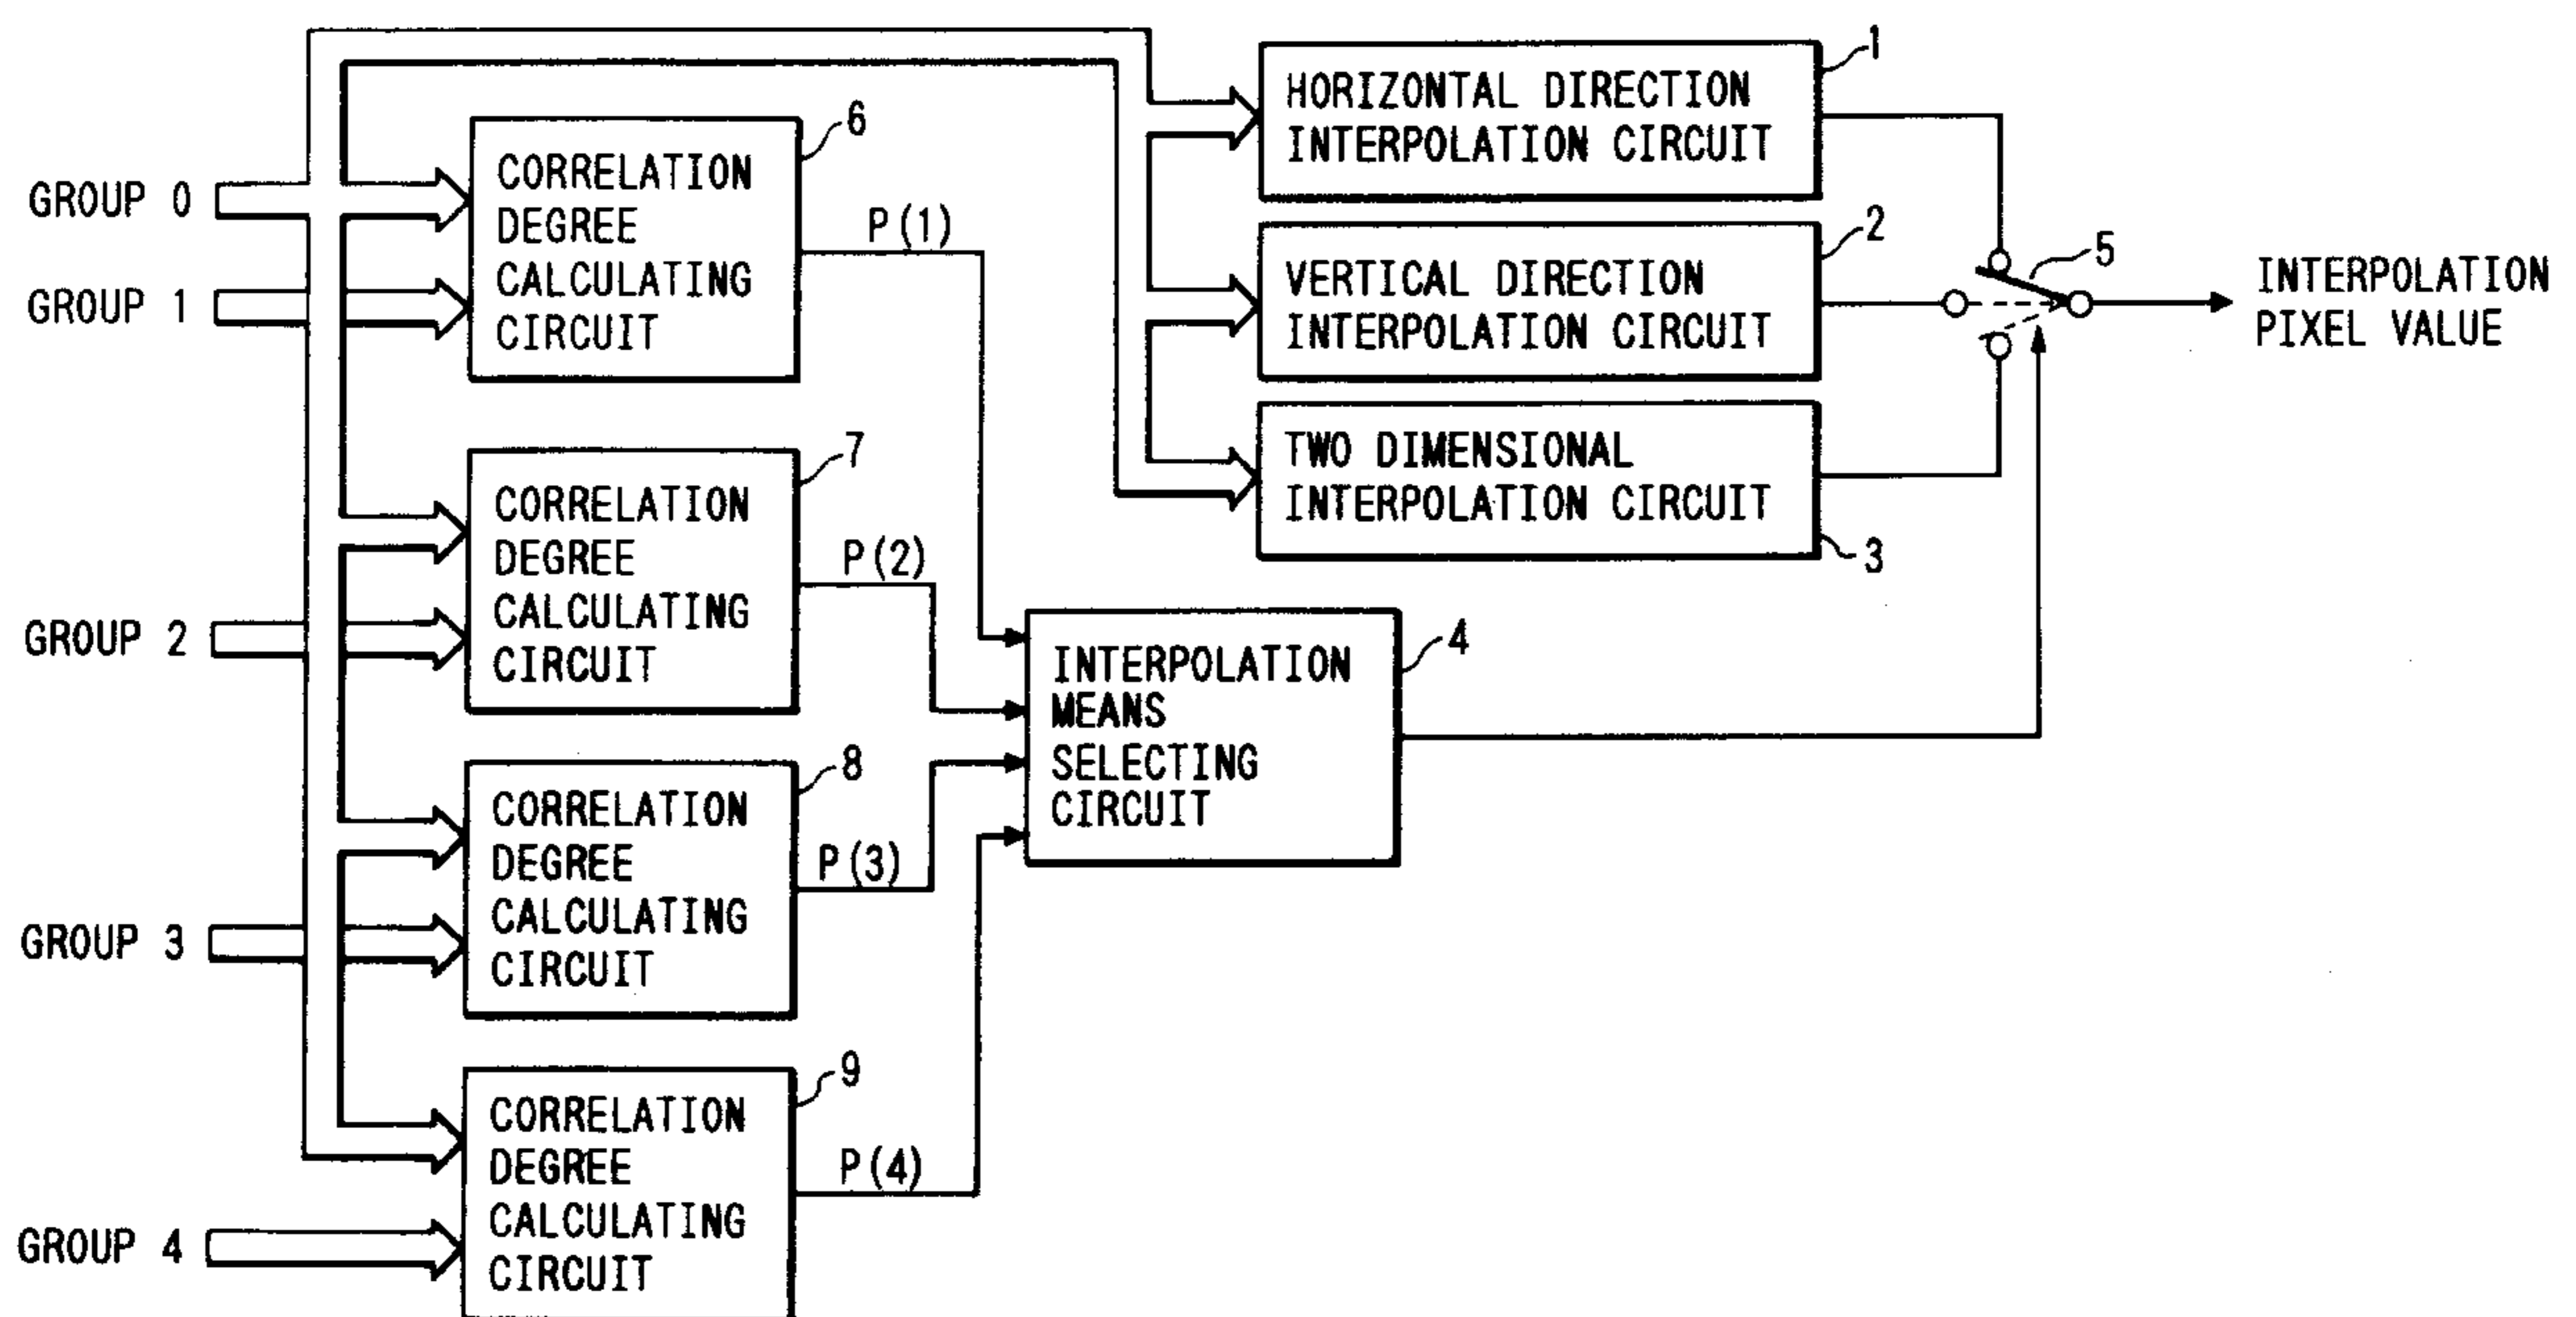 GROUP 0
GROUP 1
GROUP 2
GROUP 3
GROUP 4
CORRELATION
DEGREE
CALCULATING
CIRCUIT
6
P(1)
CORRELATION
DEGREE
CALCULATING
CIRCUIT
7
P(2)
CORRELATION
DEGREE
CALCULATING
CIRCUIT
8
P(3)
CORRELATION
DEGREE
CALCULATING
CIRCUIT
9
P(4)
HORIZONTAL DIRECTION
INTERPOLATION CIRCUIT
1
VERTICAL DIRECTION
INTERPOLATION CIRCUIT
2
TWO DIMENSIONAL
INTERPOLATION CIRCUIT
3
INTERPOLATION
MEANS
SELECTING
CIRCUIT
4
5
INTERPOLATION
PIXEL VALUE